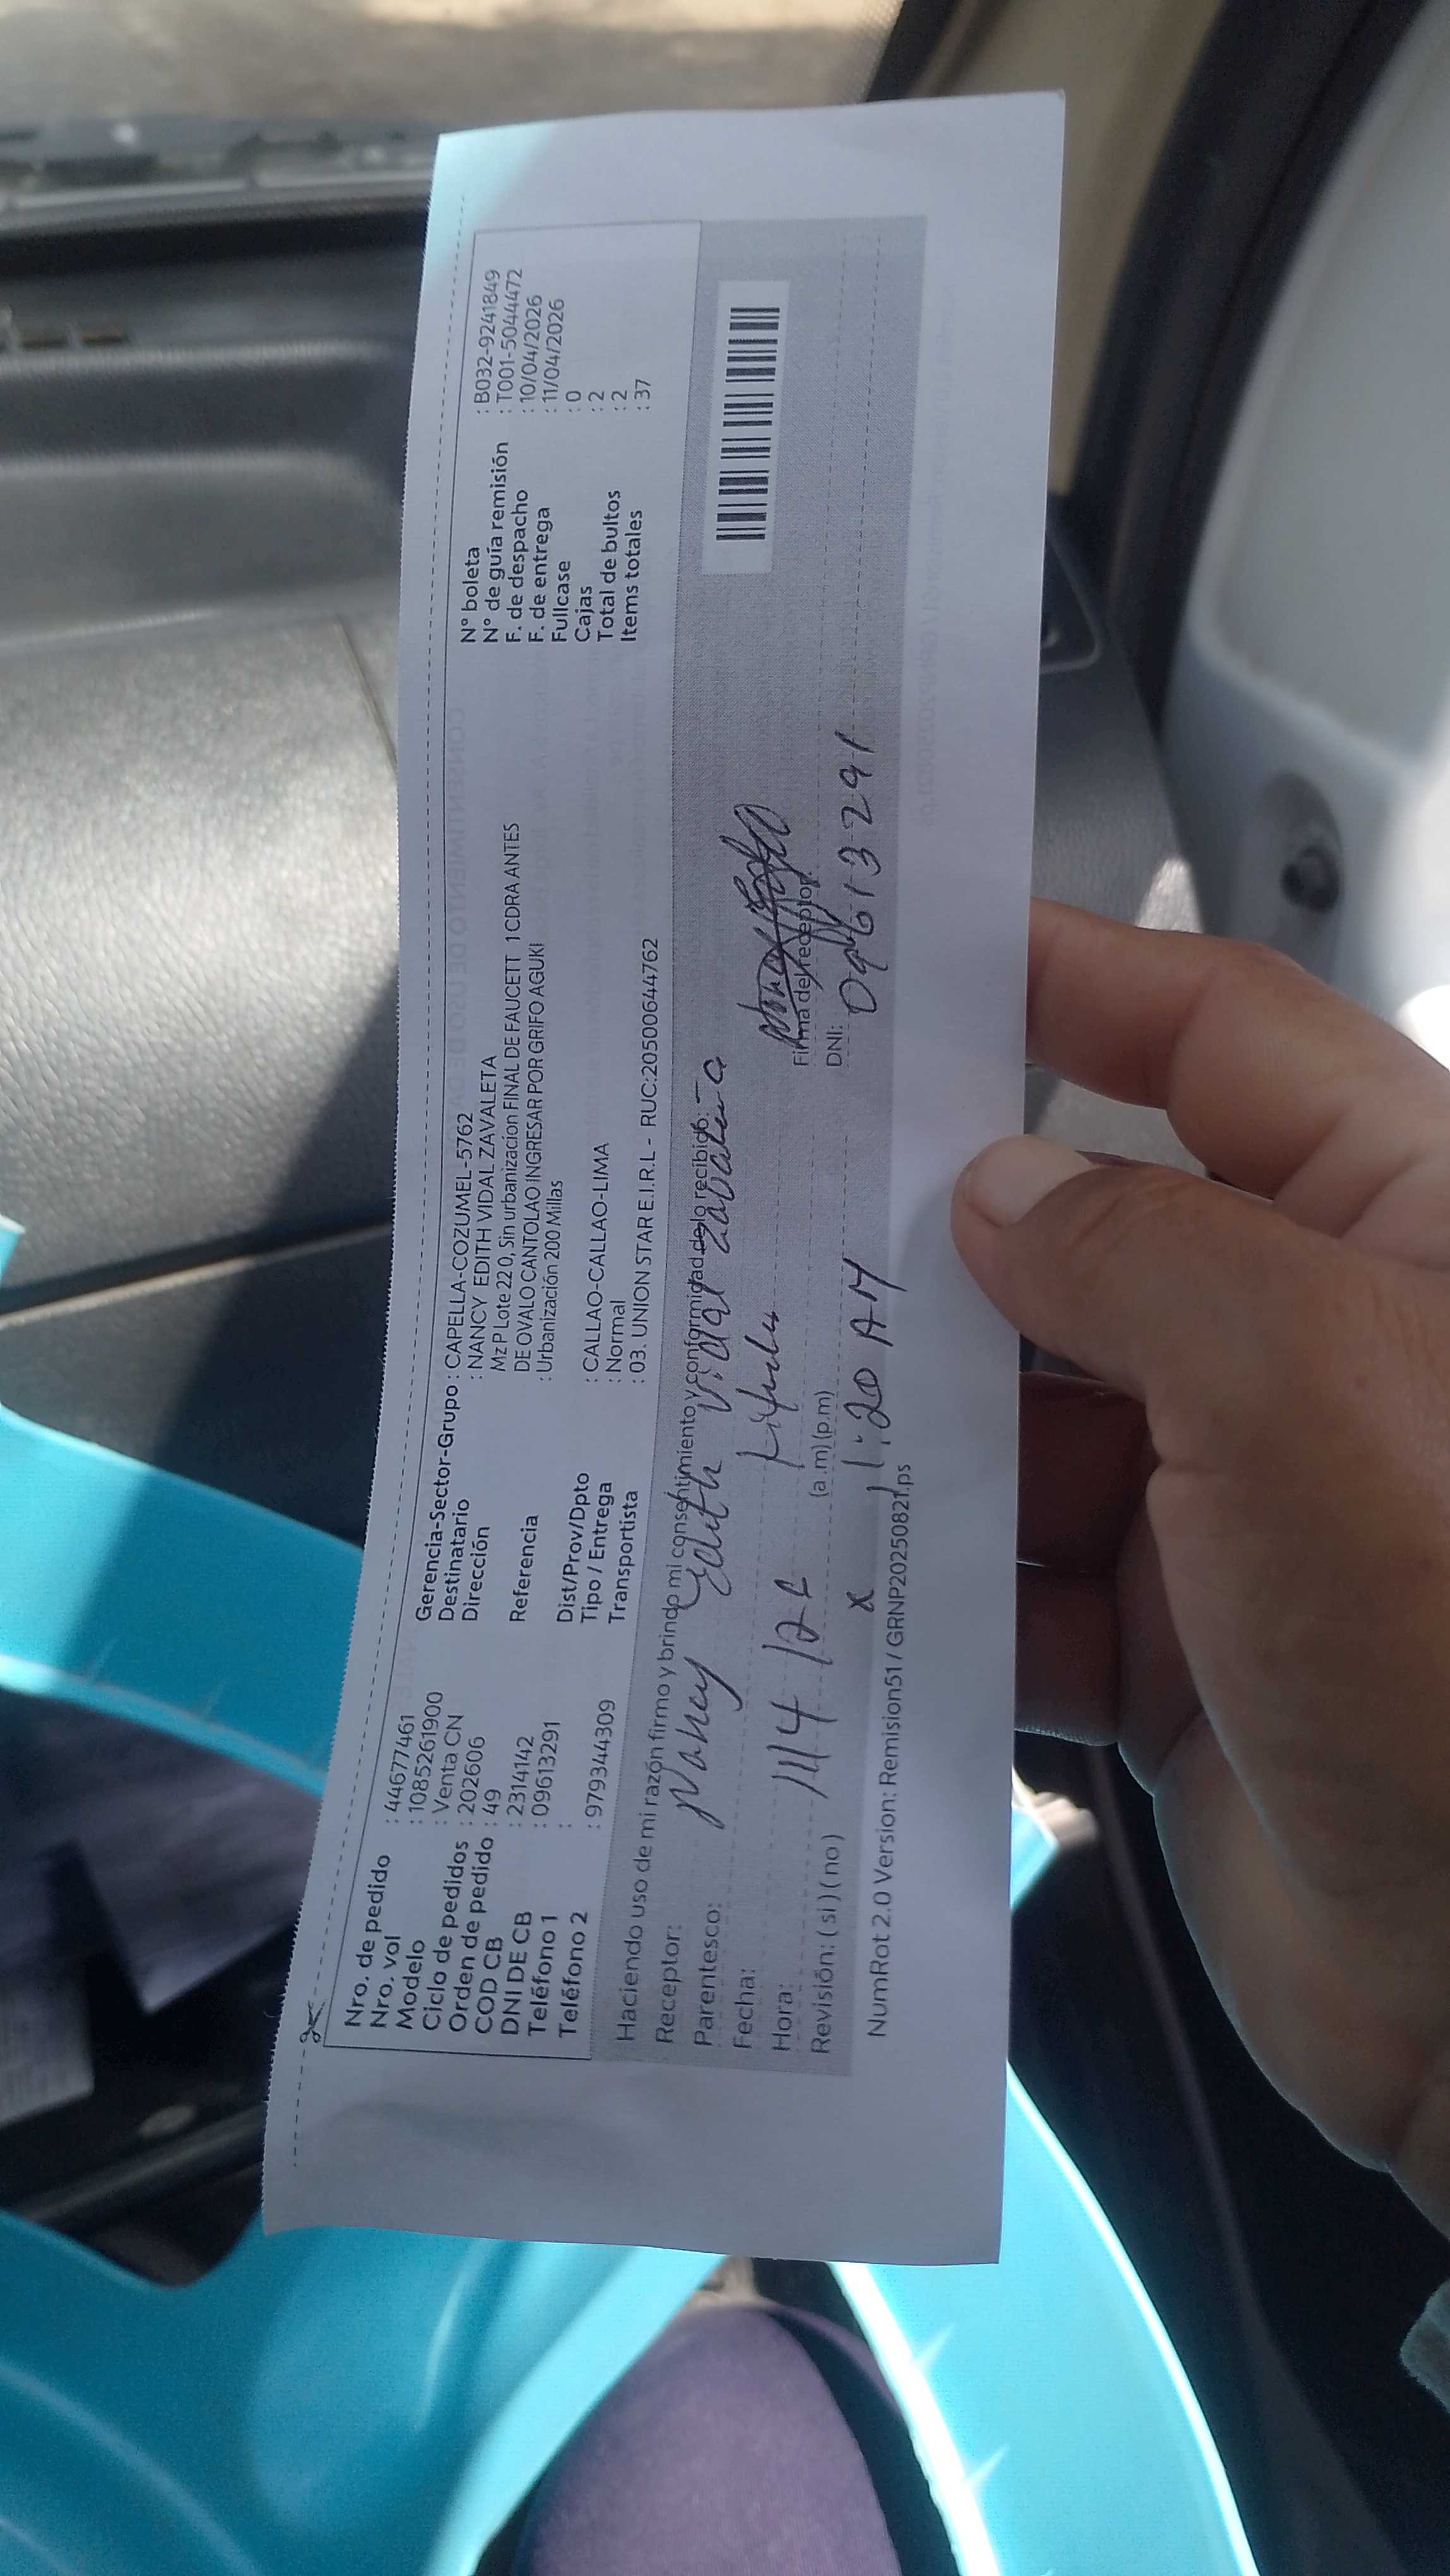 Nro. de pedido : 44677461
Nro. vol : 1085261900
Modelo : Venta CN
Ciclo de pedidos : 202606
Orden de pedido : 49
COD CB : 2314142
DNI DE CB : 09613291
Teléfono 1 :
Teléfono 2 : 979344309
Gerencia-Sector-Grupo : CAPELLA-COZUMEL-5762
Destinatario : NANCY EDITH VIDAL ZAVALETA
Dirección Mz P Lote 22 0, Sin urbanizacion FINAL DE FAUCETT 1 CDRA ANTES
DE OVALO CANTOLAO INGRESAR POR GRIFO AGUKI
Referencia : Urbanización 200 Millas
Dist/Prov/Dpto : CALLAO-CALLAO-LIMA
Tipo / Entrega : Normal
Transportista : 03. UNION STAR E.I.R.L - RUC:20500644762
N° boleta : B032-9241849
N° de guía remisión : T001-5044472
F. de despacho : 10/04/2026
F. de entrega : 11/04/2026
Fullcase : 0
Cajas : 2
Total de bultos : 2
Items totales : 37
Haciendo uso de mi razón firmo y brindo mi consentimiento y conformidad de lo recibido:
Receptor: Nancy Edith Vidal Zavaleta
Parentesco:
Fecha:
Hora: (a.m) (p.m) 1:20 AM
Revisión: ( si ) ( no ) x
Firma del receptor
DNI: 09613291
NumRot 2.0 Version: Remision51 / GRNP20250821.ps